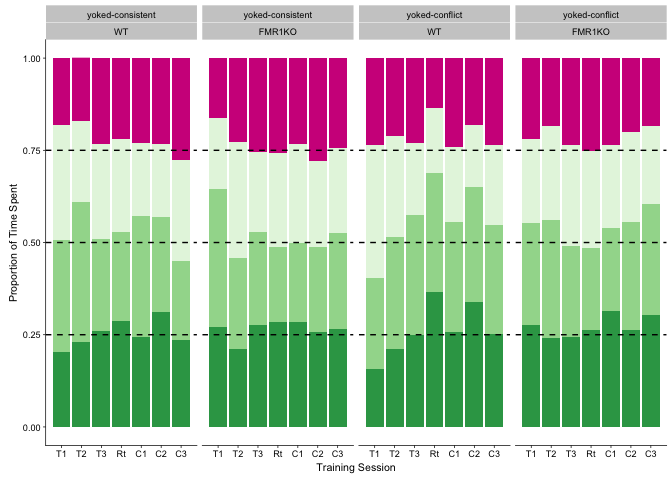 yoked-consistent yoked-consistent yoked-conflict yoked-conflict
WT FMR1KO WT FMR1KO
Proportion of Time Spent
1.00
0.75
0.50
0.25
0.00
T1 T2 T3 Rt C1 C2 C3 T1 T2 T3 Rt C1 C2 C3 T1 T2 T3 Rt C1 C2 C3 T1 T2 T3 Rt C1 C2 C3
Training Session